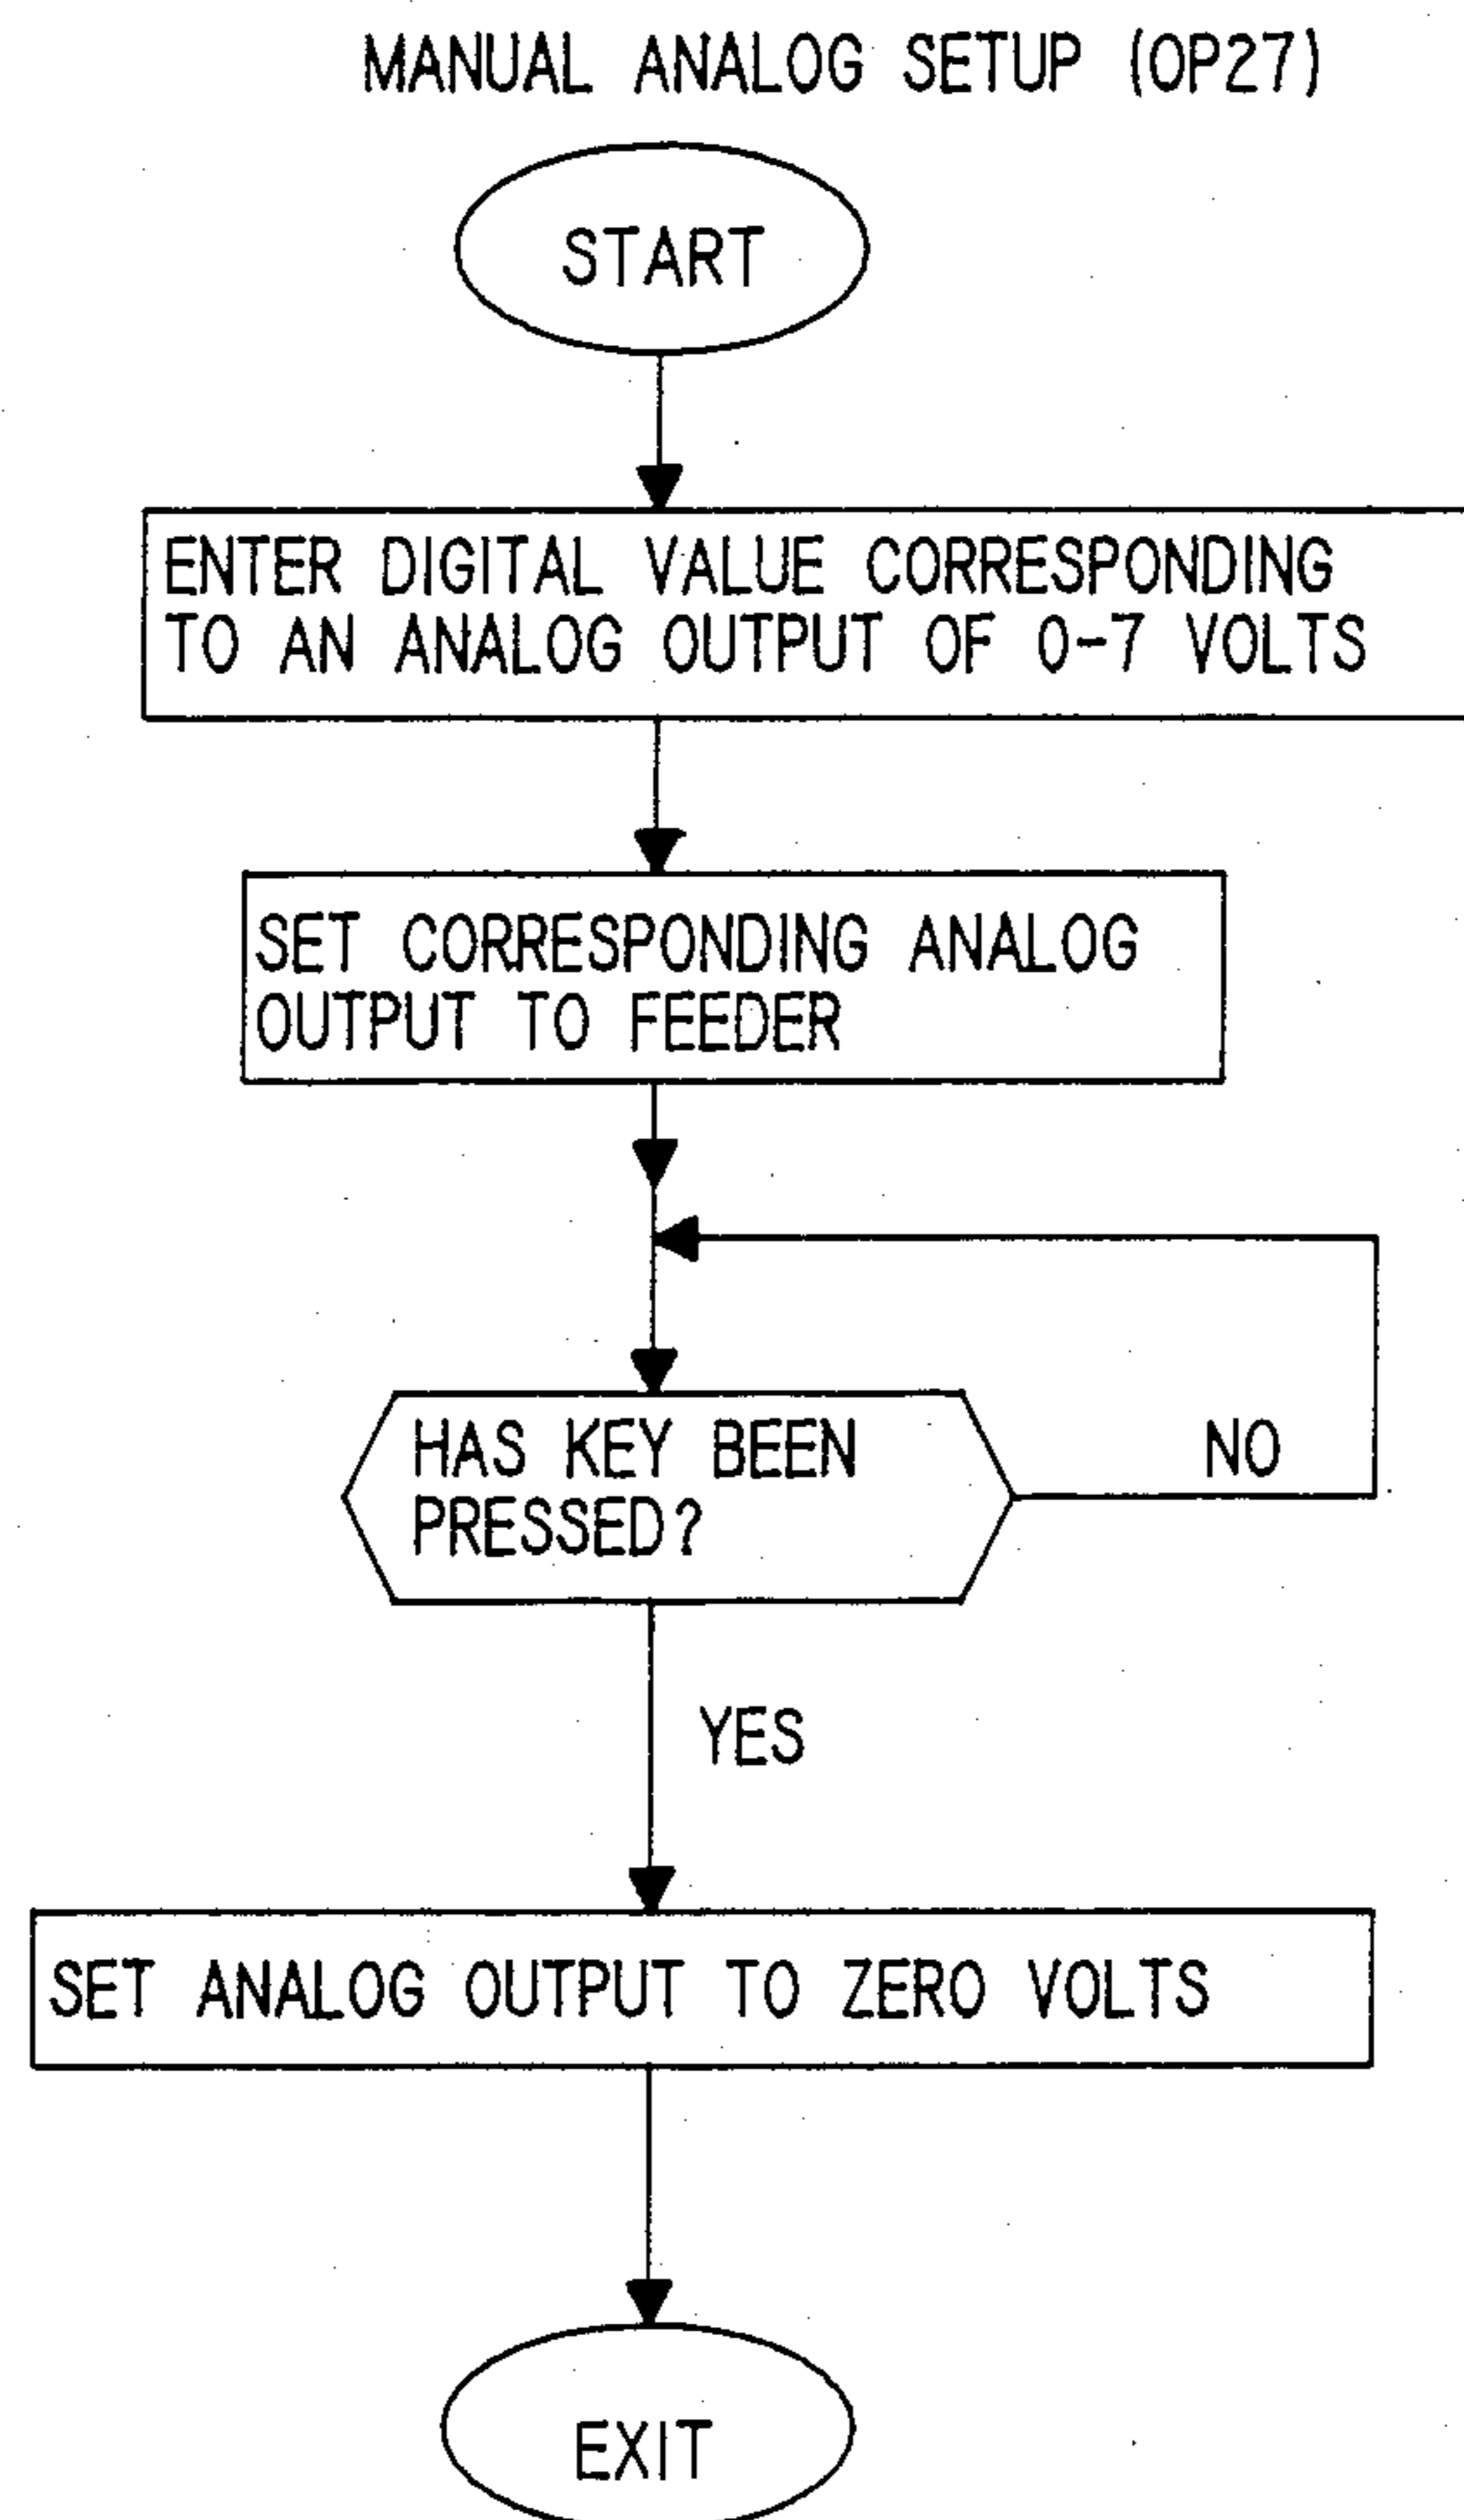 MANUAL ANALOG SETUP (OP27)
START
ENTER DIGITAL VALUE CORRESPONDING
TO AN ANALOG OUTPUT OF 0-7 VOLTS
SET CORRESPONDING ANALOG
OUTPUT TO FEEDER
HAS KEY BEEN
PRESSED?
NO
YES
SET ANALOG OUTPUT TO ZERO VOLTS
EXIT